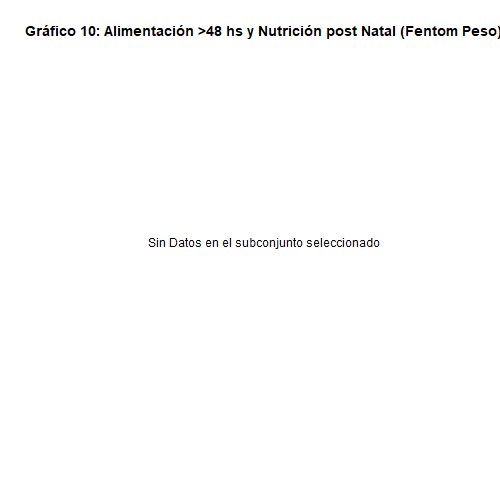 Gráfico 10: Alimentación >48 hs y Nutrición post Natal (Fentom Peso)
Sin Datos en el subconjunto seleccionado